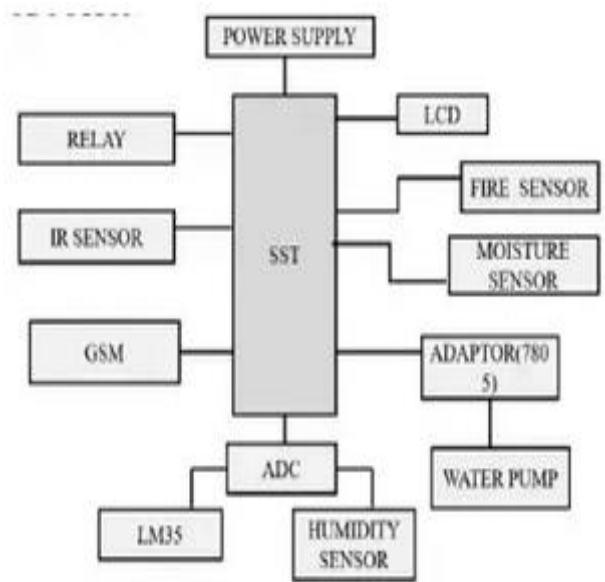 POWER SUPPLY
LCD
RELAY
FIRE SENSOR
IR SENSOR
SST
MOISTURE
SENSOR
GSM
ADAPTOR(780
5)
ADC
WATER PUMP
LM35
HUMIDITY
SENSOR